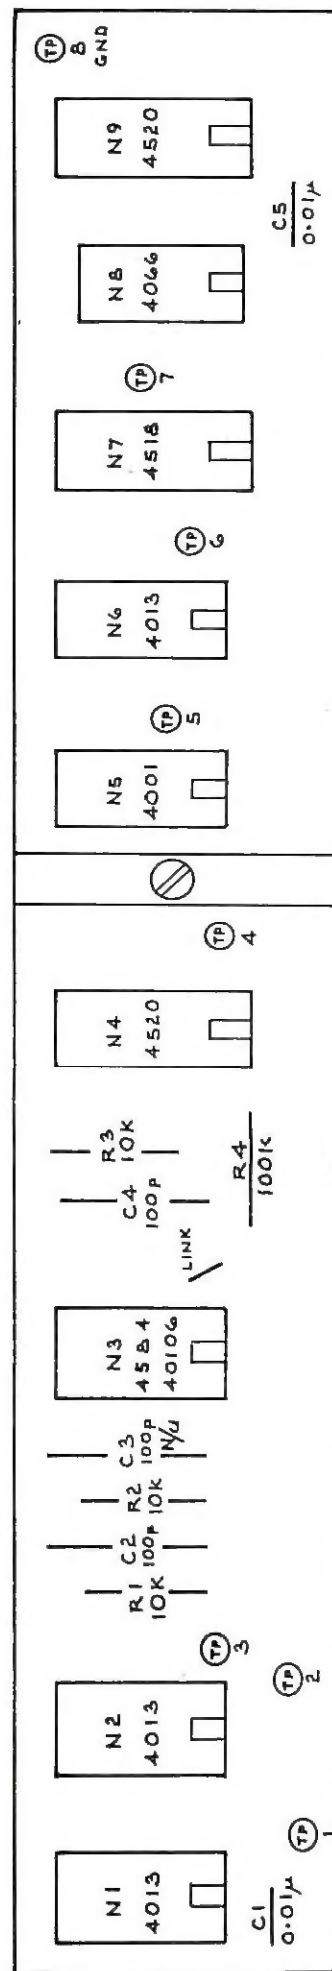 N1
4013
C1
0.01µ
TP
1
N2
4013
TP
2
TP
3
R1
10K
C2
100P
R2
10K
C3
100P
N/U
N3
4584
40106
LINK
C4
100P
R3
10K
R4
100K
N4
4520
TP
4
N5
4001
TP
5
N6
4013
TP
6
N7
4518
TP
7
N8
4066
N9
4520
C5
0.01µ
TP
8
GND